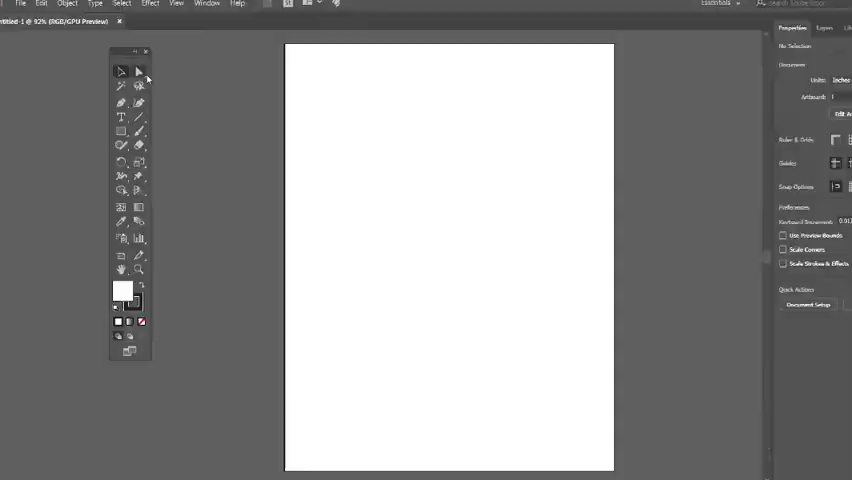 File Edit Object Type Select Effect View Window Help
Essentials
ntitled-1 @ 92% (RGB/GPU Preview)
Properties Layers
No Selection
Document
Units: Inches
Artboard: 1
Ruler & Grids
Guides
Snap Options
Preferences
Keyboard Increment:
Use Preview Bounds
Scale Corners
Scale Strokes & Effects
Quick Actions
Document Setup